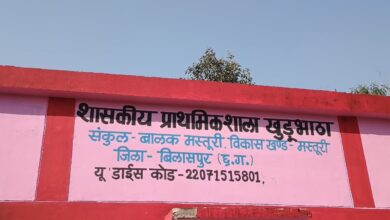 शासकीय प्राथमिकशाला खुड़भाठा
संकुल- बालक मस्तूरी, विकास खण्ड- मस्तूरी
जिला- बिलासपुर (छ.ग.)
यू डाईस कोड- 22071515801,